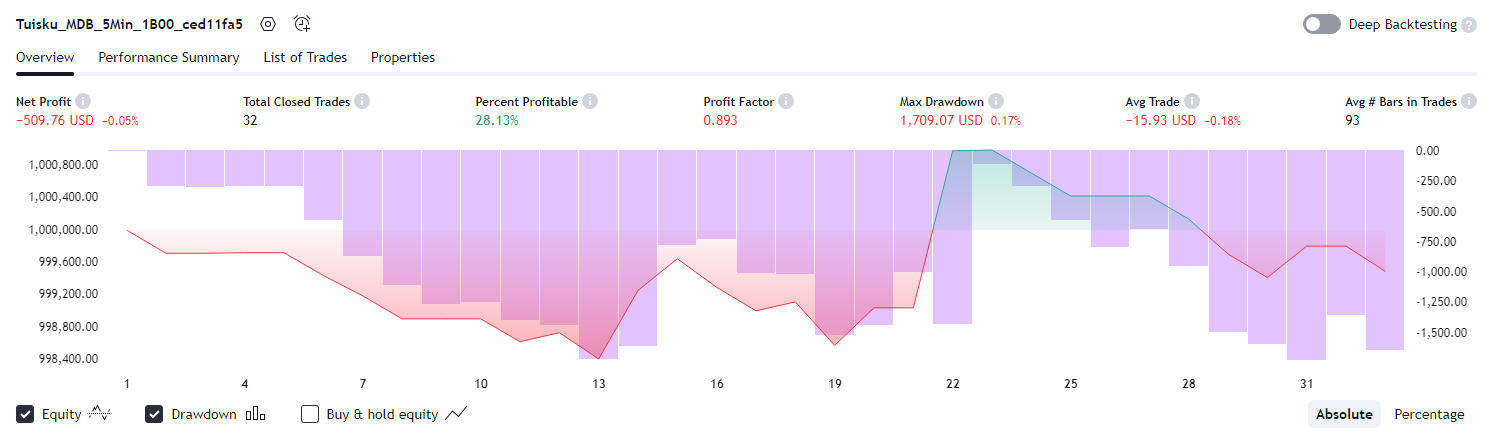 Tuisku_MDB_5Min_1B00_ced11fa5 Deep Backtesting ?
Overview Performance Summary List of Trades Properties
Net Profit Total Closed Trades Percent Profitable Profit Factor Max Drawdown Avg Trade Avg # Bars in Trades
−509.76 USD −0.05% 32 28.13% 0.893 1,709.07 USD 0.17% −15.93 USD −0.18% 93
1,000,800.00
1,000,400.00
1,000,000.00
999,600.00
999,200.00
998,800.00
998,400.00
0.00
-250.00
-500.00
-750.00
-1,000.00
-1,250.00
-1,500.00
1 4 7 10 13 16 19 22 25 28 31
Equity Drawdown Buy & hold equity Absolute Percentage